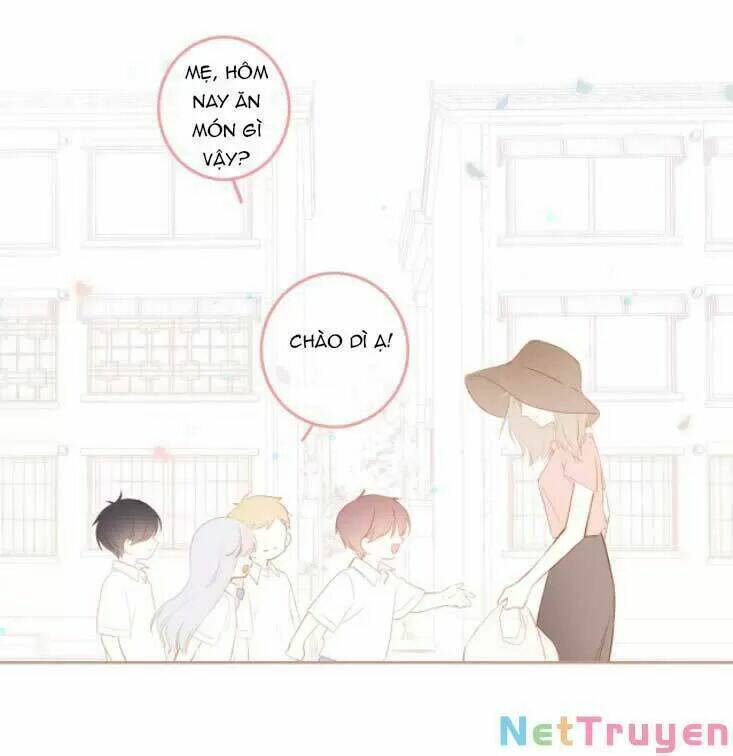 MẸ, HÔM
NAY ĂN
MÓN GÌ
VẬY?
CHÀO DÌ Ạ!
NetTruyen